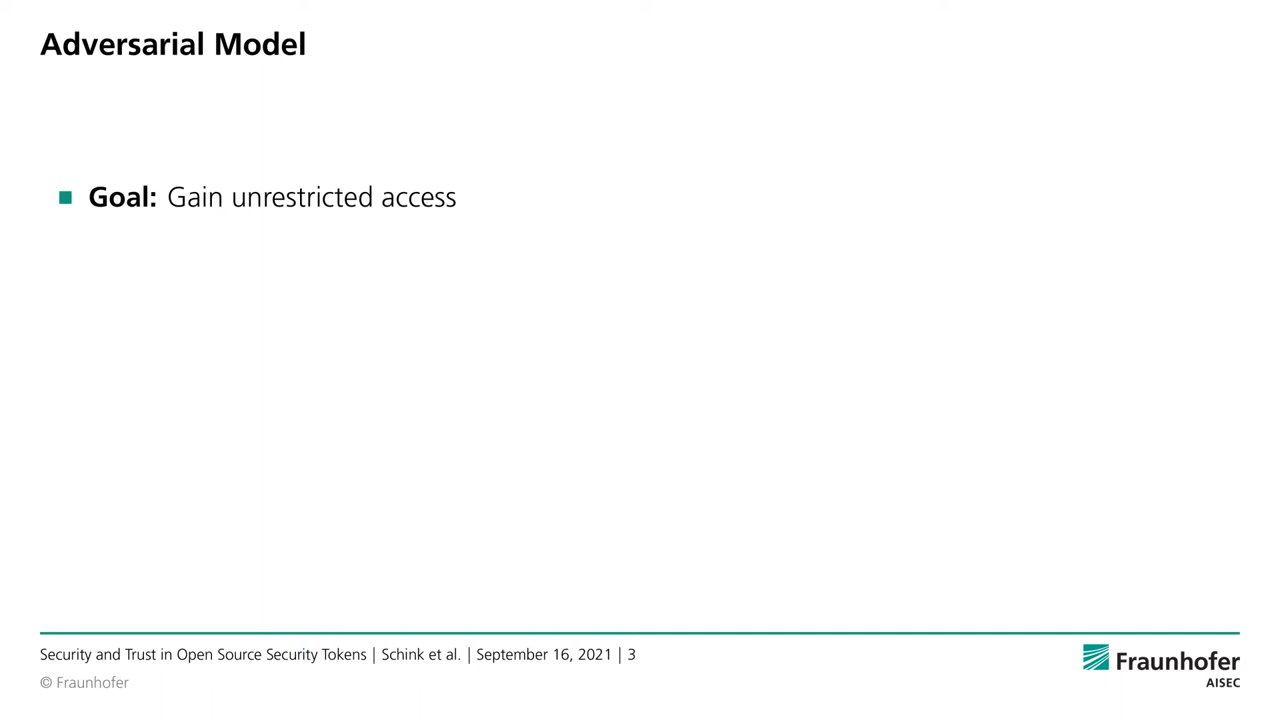 Adversarial Model
■ Goal: Gain unrestricted access
Security and Trust in Open Source Security Tokens | Schink et al. | September 16, 2021 | 3
© Fraunhofer
Fraunhofer
AISEC